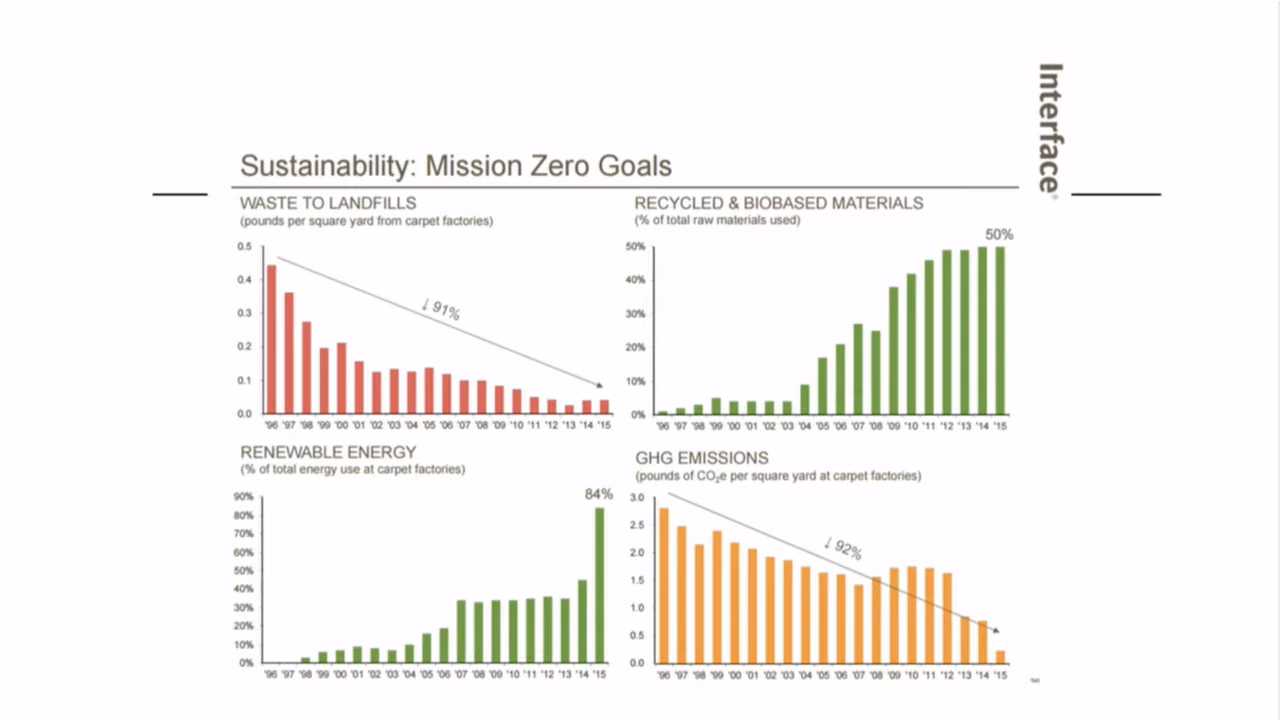 Interface
Sustainability: Mission Zero Goals
WASTE TO LANDFILLS
(pounds per square yard from carpet factories)
0.5
0.4
0.3
0.2
0.1
0.0
↓ 91%
'96 '97 '98 '99 '00 '01 '02 '03 '04 '05 '06 '07 '08 '09 '10 '11 '12 '13 '14 '15
RECYCLED & BIOBASED MATERIALS
(% of total raw materials used)
50%
50%
40%
30%
20%
10%
0%
'96 '97 '98 '99 '00 '01 '02 '03 '04 '05 '06 '07 '08 '09 '10 '11 '12 '13 '14 '15
RENEWABLE ENERGY
(% of total energy use at carpet factories)
84%
90%
80%
70%
60%
50%
40%
30%
20%
10%
0%
'96 '97 '98 '99 '00 '01 '02 '03 '04 '05 '06 '07 '08 '09 '10 '11 '12 '13 '14 '15
GHG EMISSIONS
(pounds of CO₂e per square yard at carpet factories)
3.0
2.5
2.0
1.5
1.0
0.5
0.0
↓ 92%
'96 '97 '98 '99 '00 '01 '02 '03 '04 '05 '06 '07 '08 '09 '10 '11 '12 '13 '14 '15